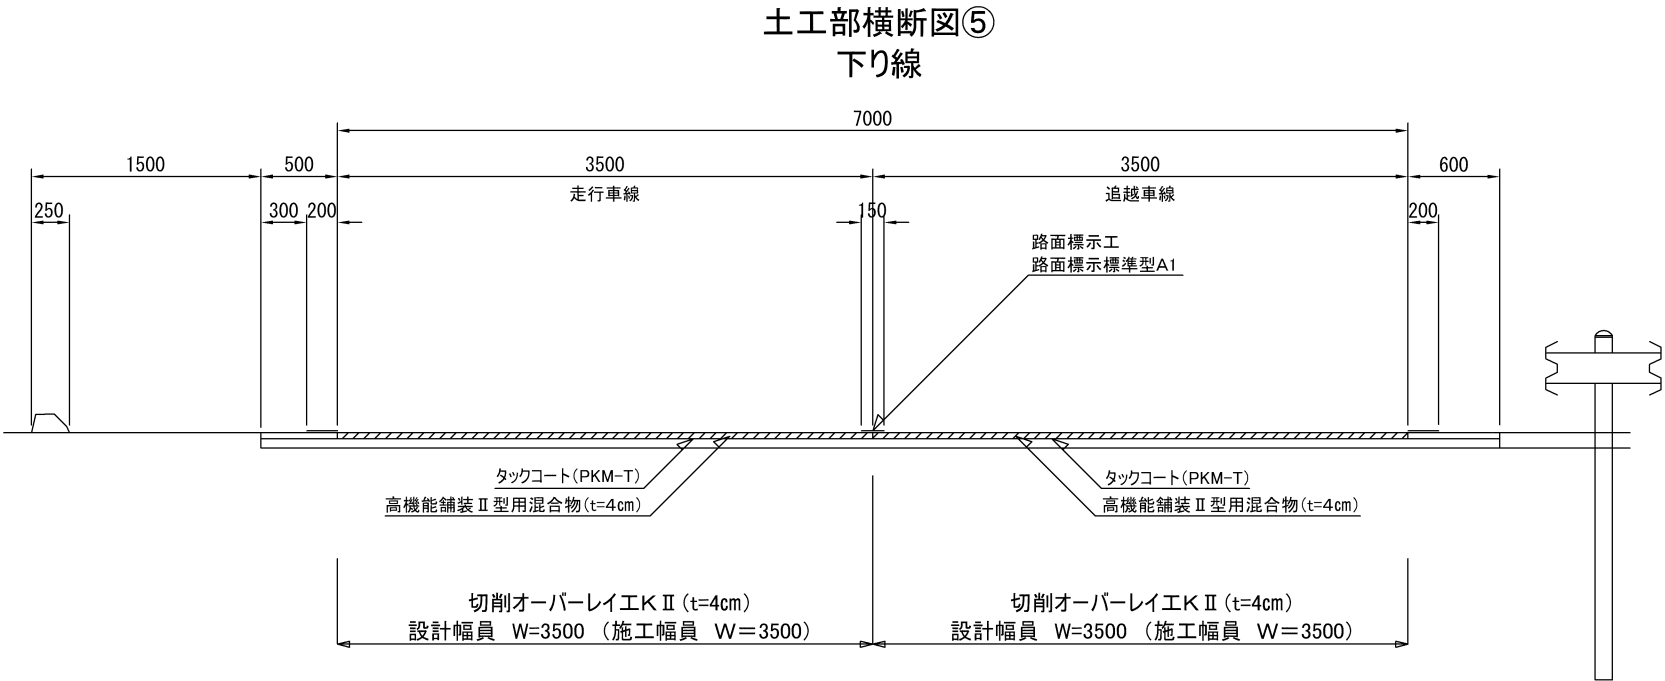 土工部横断図⑤
下り線
7000
1500
500
3500
3500
600
走行車線
追越車線
250
300
200
150
200
路面標示工
路面標示標準型A1
タックコート(PKM-T)
高機能舗装Ⅱ型用混合物(t=4cm)
タックコート(PKM-T)
高機能舗装Ⅱ型用混合物(t=4cm)
切削オーバーレイ工KⅡ(t=4cm)
設計幅員 W=3500 (施工幅員 W=3500)
切削オーバーレイ工KⅡ(t=4cm)
設計幅員 W=3500 (施工幅員 W=3500)